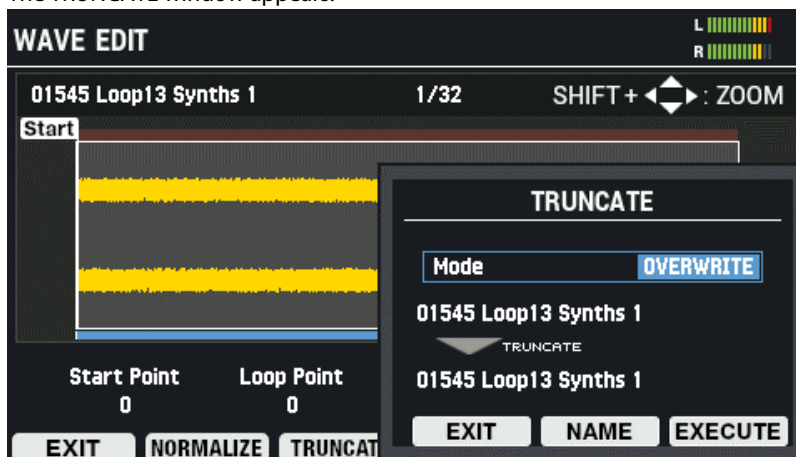 WAVE EDIT
L
R
01545 Loop13 Synths 1 1/32 SHIFT + : ZOOM
Start
TRUNCATE
Mode OVERWRITE
01545 Loop13 Synths 1
TRUNCATE
01545 Loop13 Synths 1
Start Point Loop Point
0 0
EXIT NAME EXECUTE
EXIT NORMALIZE TRUNCAT